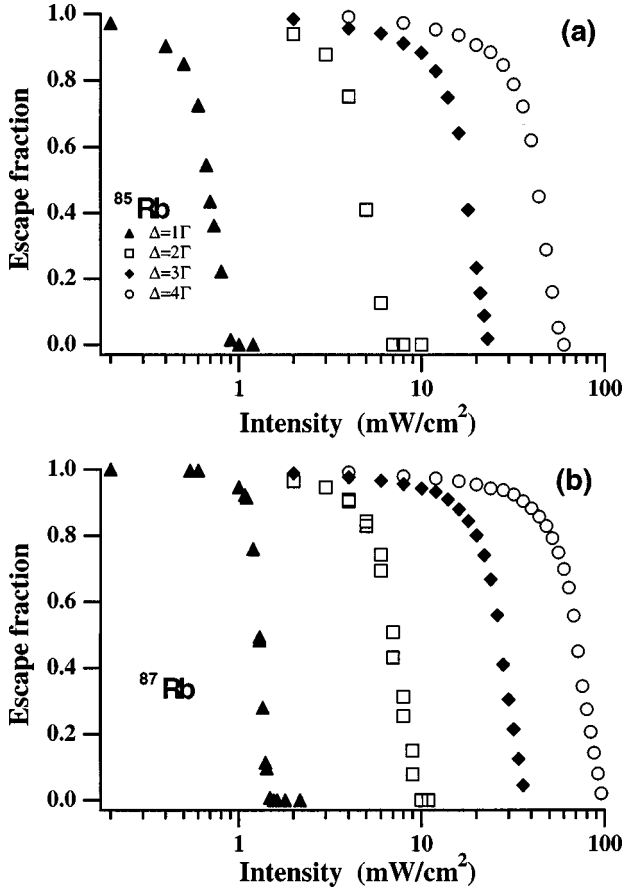 (a)
1.0
0.8
0.6
0.4
0.2
0.0
Escape fraction
85Rb
▲ Δ=1Γ
□ Δ=2Γ
◆ Δ=3Γ
○ Δ=4Γ
1 10 100
Intensity (mW/cm²)
(b)
1.0
0.8
0.6
0.4
0.2
0.0
Escape fraction
87Rb
1 10 100
Intensity (mW/cm²)